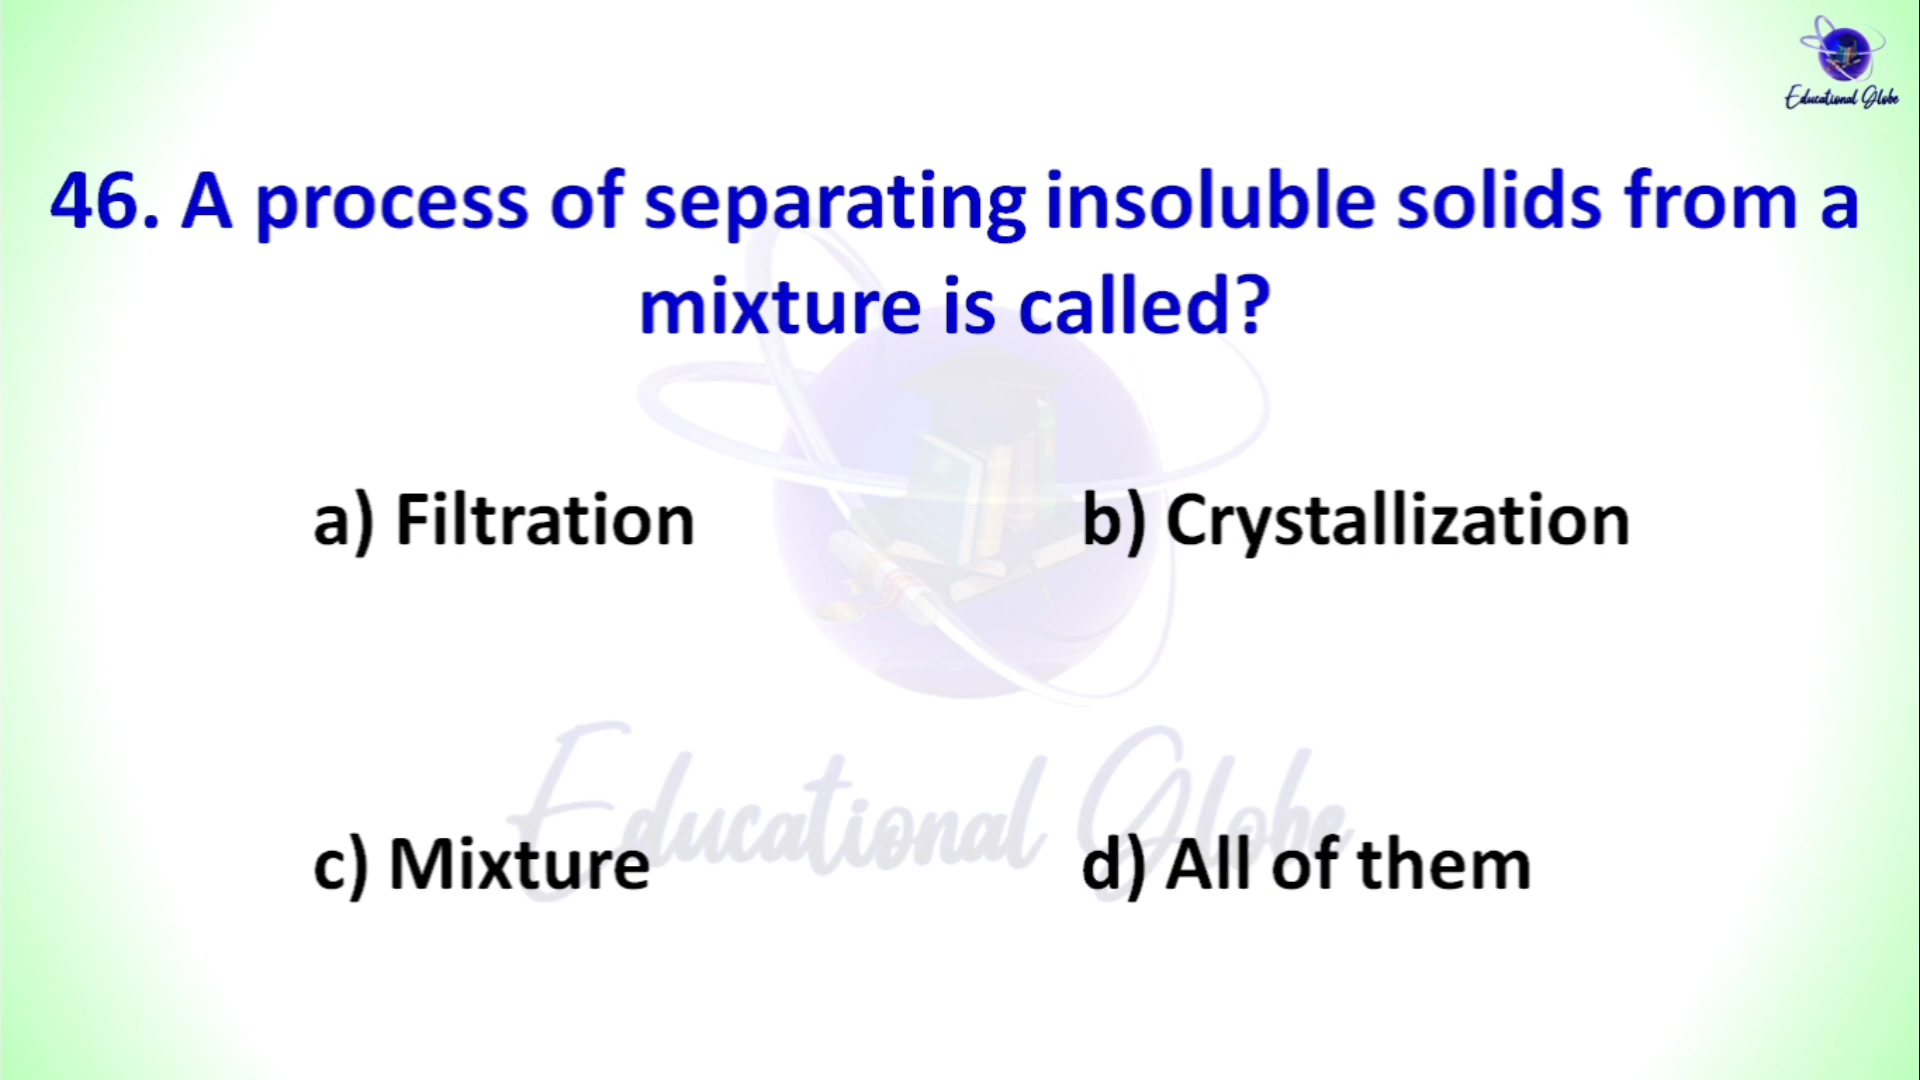 Educational Globe
46. A process of separating insoluble solids from a
mixture is called?
a) Filtration
b) Crystallization
Educational Globe
c) Mixture
d) All of them